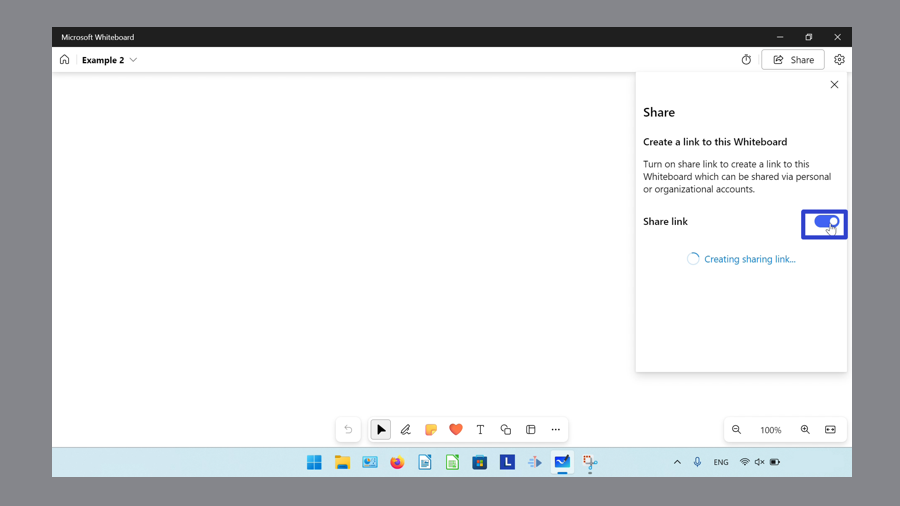 Microsoft Whiteboard
Example 2
Share
Share
Create a link to this Whiteboard
Turn on share link to create a link to this
Whiteboard which can be shared via personal
or organizational accounts.
Share link
Creating sharing link...
T
100%
L
ENG